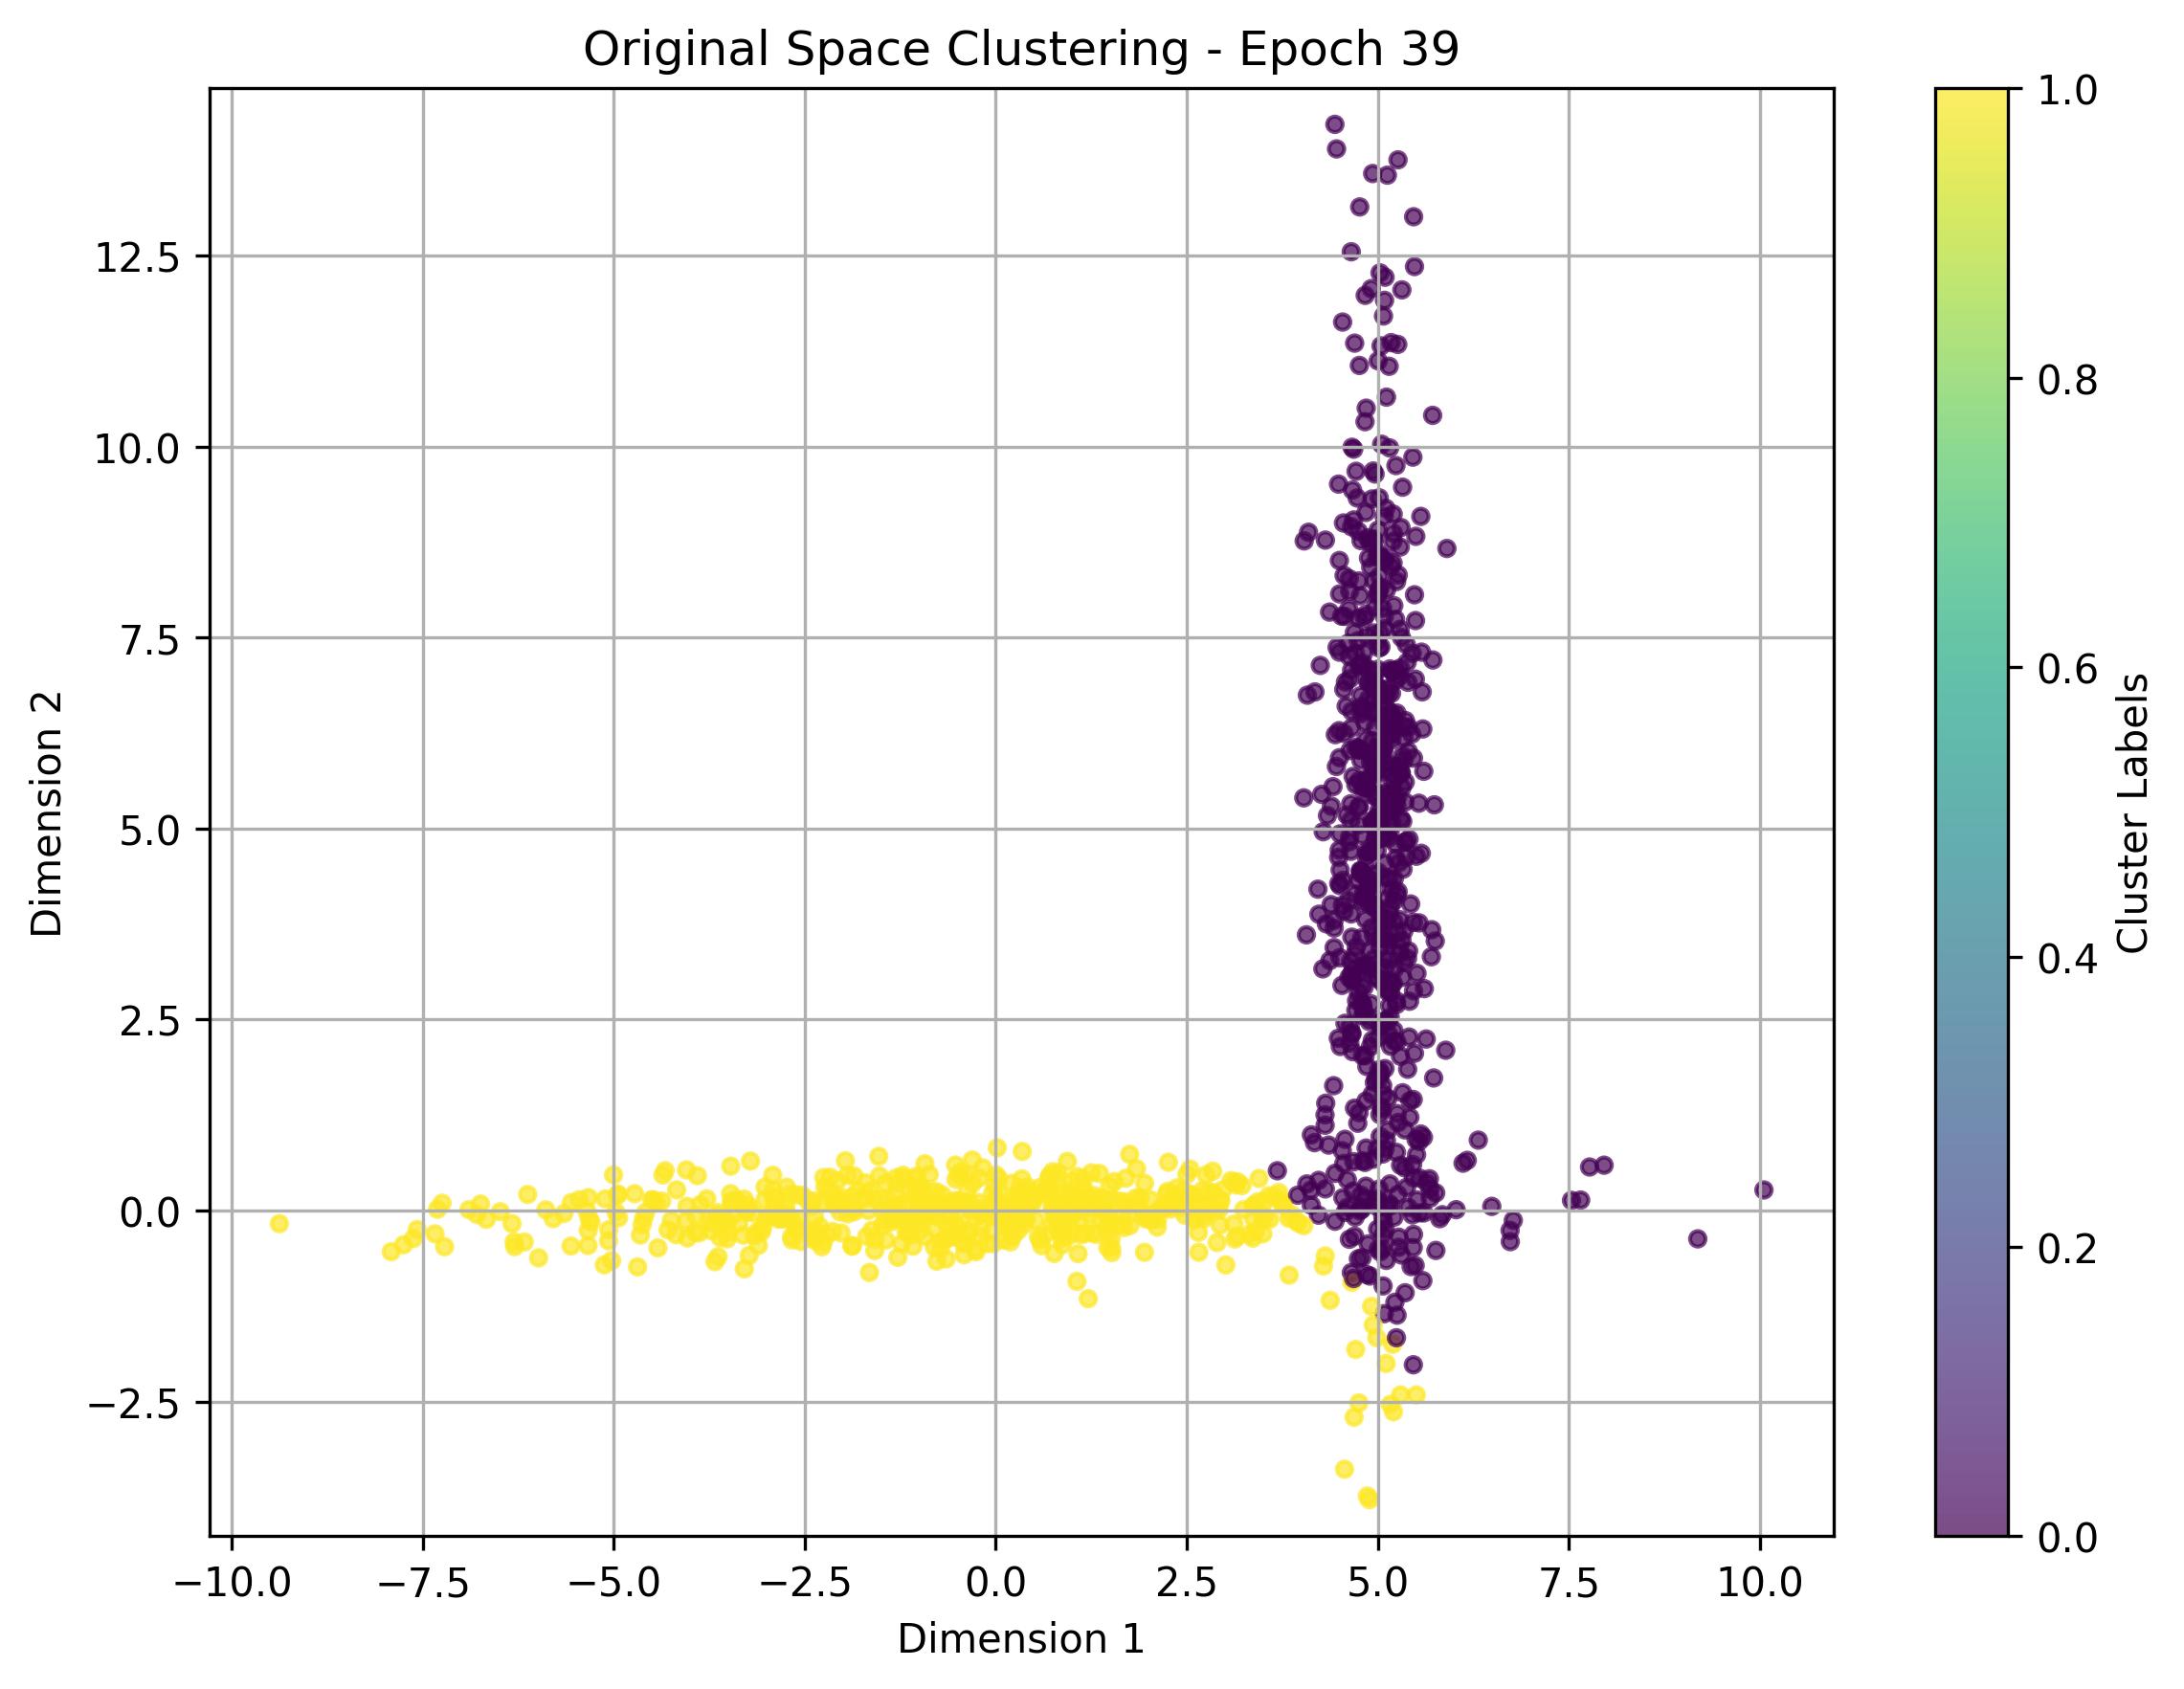 Original Space Clustering - Epoch 39
12.5
10.0
7.5
5.0
2.5
0.0
−2.5
Dimension 2
−10.0 −7.5 −5.0 −2.5 0.0 2.5 5.0 7.5 10.0
Dimension 1
1.0
0.8
0.6
0.4
0.2
0.0
Cluster Labels